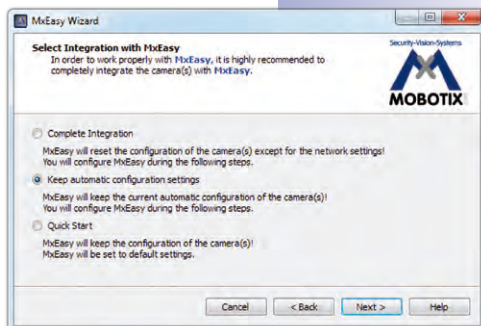 MxEasy Wizard
Select Integration with MxEasy
In order to work properly with MxEasy, it is highly recommended to
completely integrate the camera(s) with MxEasy.
Security-Vision-Systems
MOBOTIX
Complete Integration
MxEasy will reset the configuration of the camera(s) except for the network settings!
You will configure MxEasy during the following steps.
Keep automatic configuration settings
MxEasy will keep the current automatic configuration of the camera(s)!
You will configure MxEasy during the following steps.
Quick Start
MxEasy will keep the configuration of the camera(s)!
MxEasy will be set to default settings.
Cancel < Back Next > Help